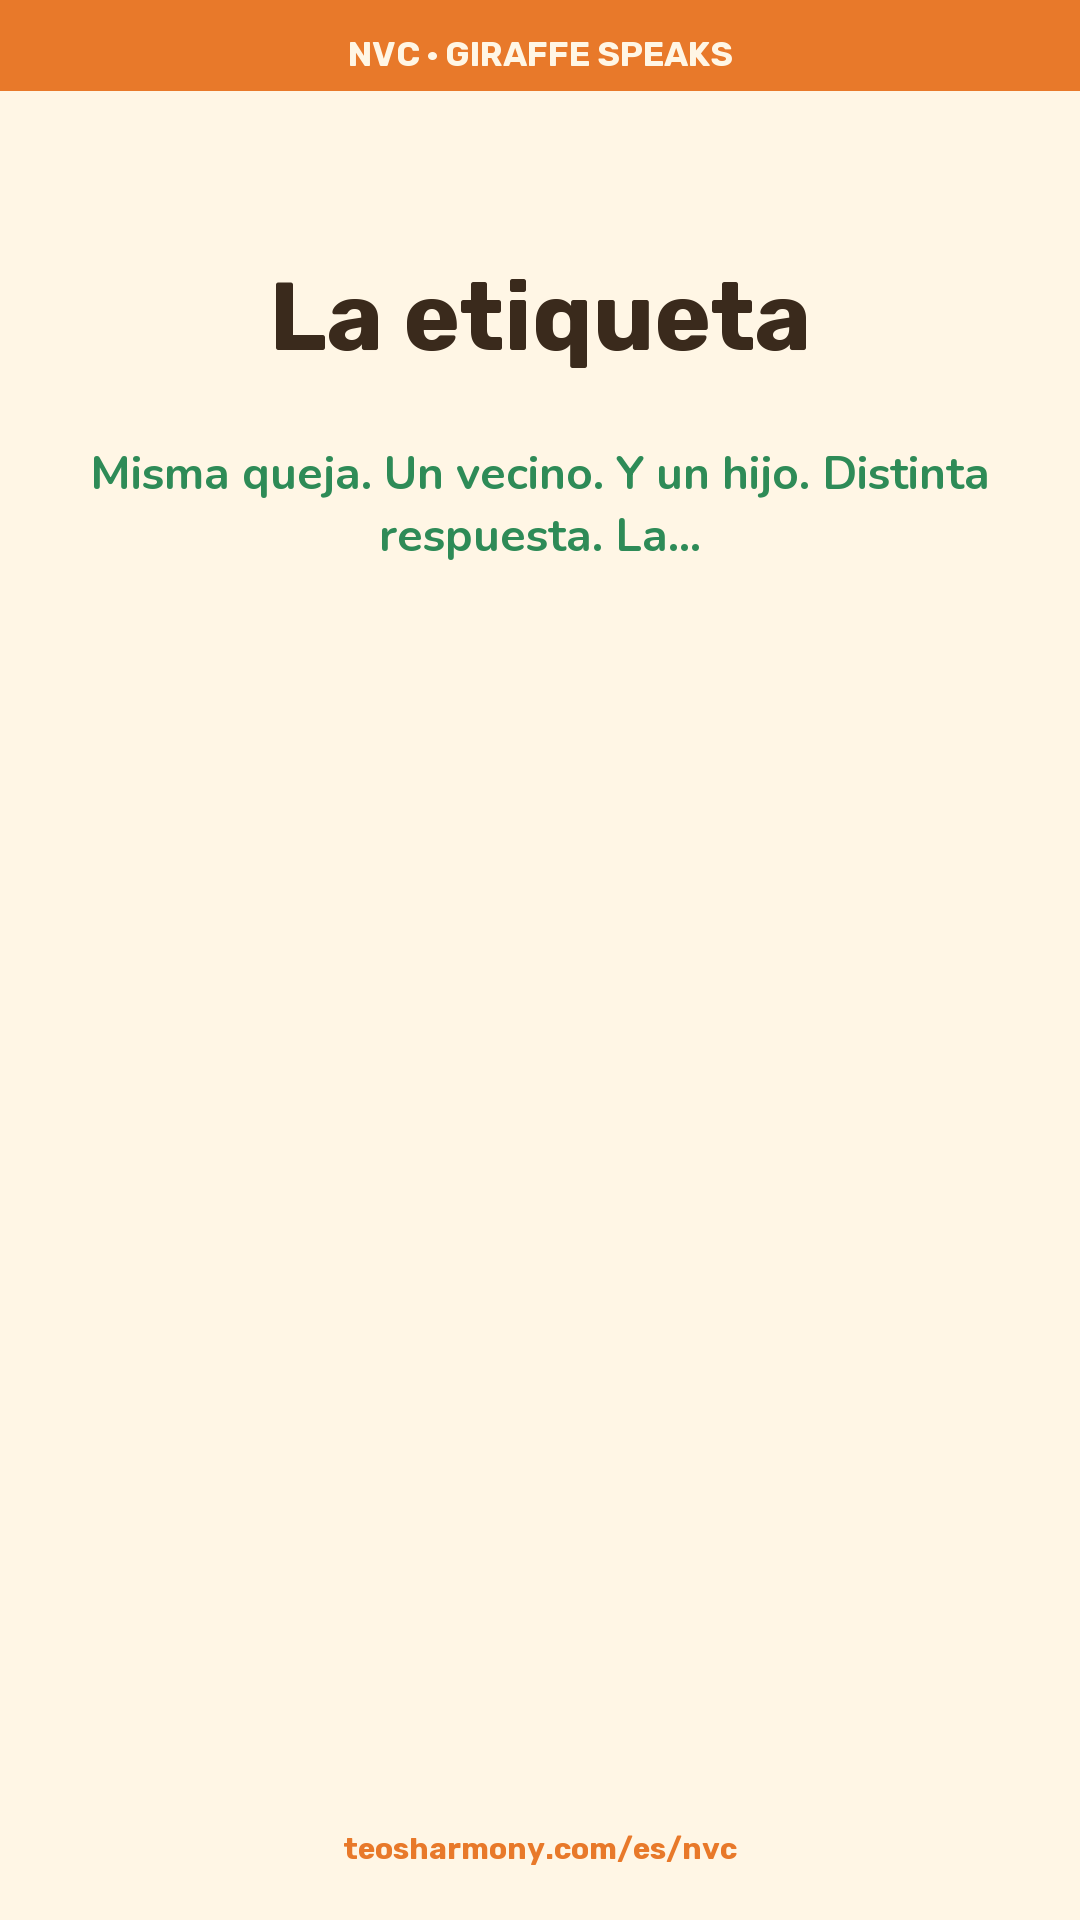 NVC • GIRAFFE SPEAKS
La etiqueta
Misma queja. Un vecino. Y un hijo. Distinta
respuesta. La...
teosharmony.com/es/nvc